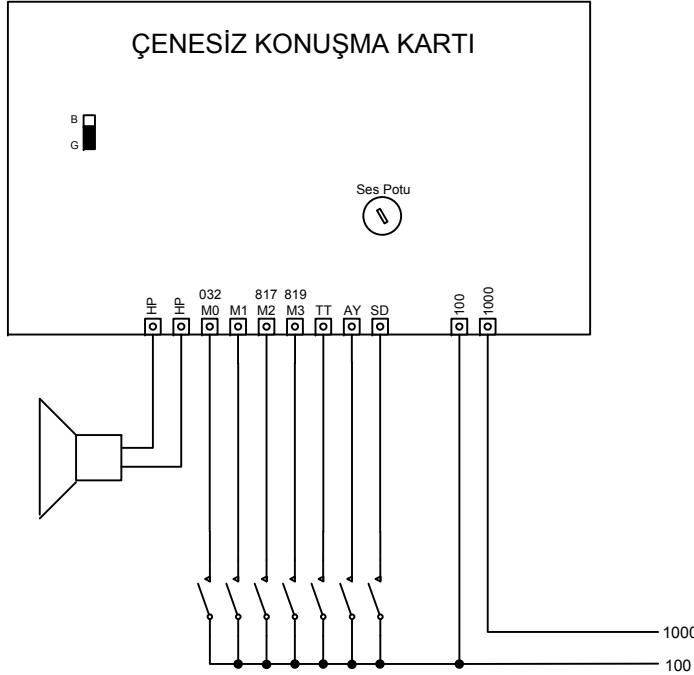 ÇENESİZ KONUŞMA KARTI
B
G
Ses Potu
032 817 819
HP HP M0 M1 M2 M3 TT AY SD 100 1000
1000
100